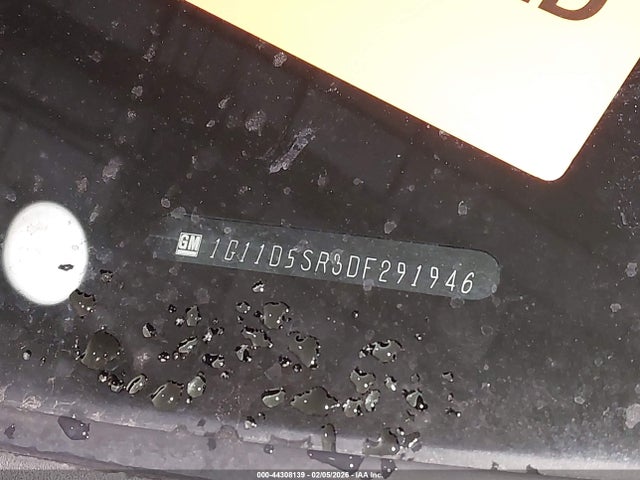 GM 1G11D5SR3DF291946
000-44308139 - 02/05/2026 - IAA Inc.